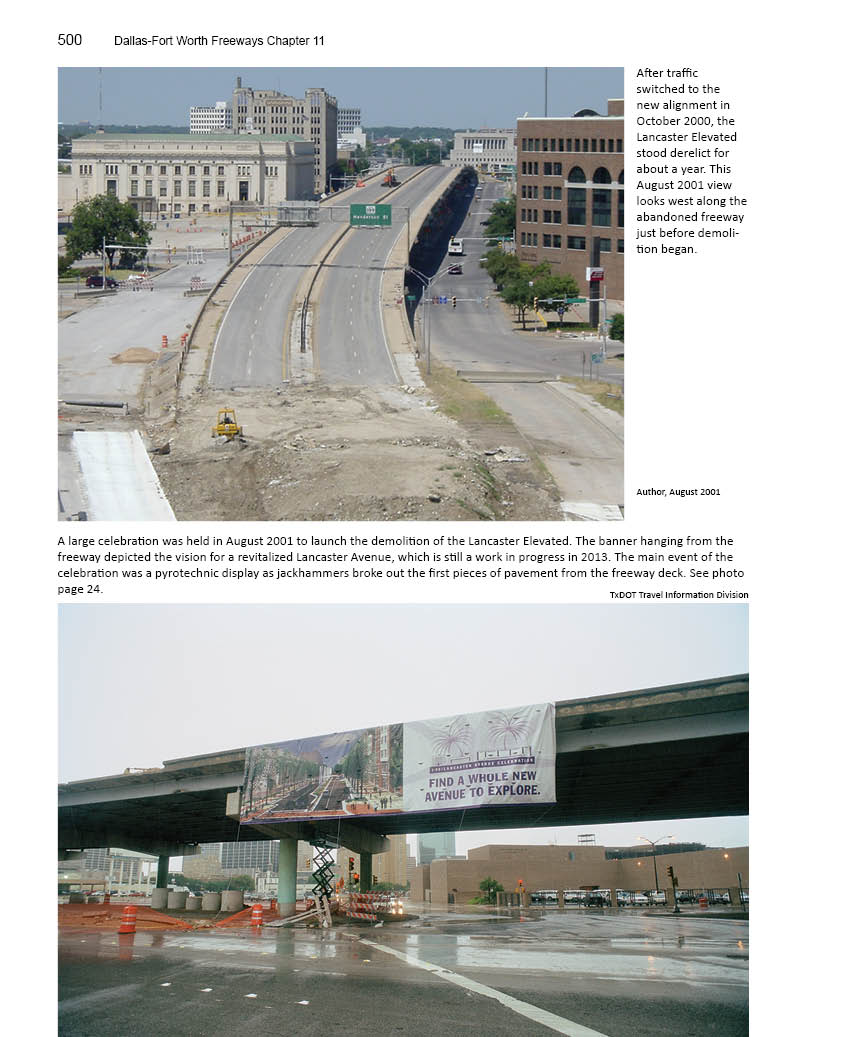 500
Dallas-Fort Worth Freeways Chapter 11
After traffic
switched to the
new alignment in
October 2000, the
Lancaster Elevated
stood derelict for
about a year. This
August 2001 view
looks west along the
abandoned freeway
just before demoli-
tion began.
Henderson St
Author, August 2001
A large celebration was held in August 2001 to launch the demolition of the Lancaster Elevated. The banner hanging from the
freeway depicted the vision for a revitalized Lancaster Avenue, which is still a work in progress in 2013. The main event of the
celebration was a pyrotechnic display as jackhammers broke out the first pieces of pavement from the freeway deck. See photo
page 24.
TxDOT Travel Information Division
LANCASTER AVENUE CELEBRATION
FIND A WHOLE NEW
AVENUE TO EXPLORE.